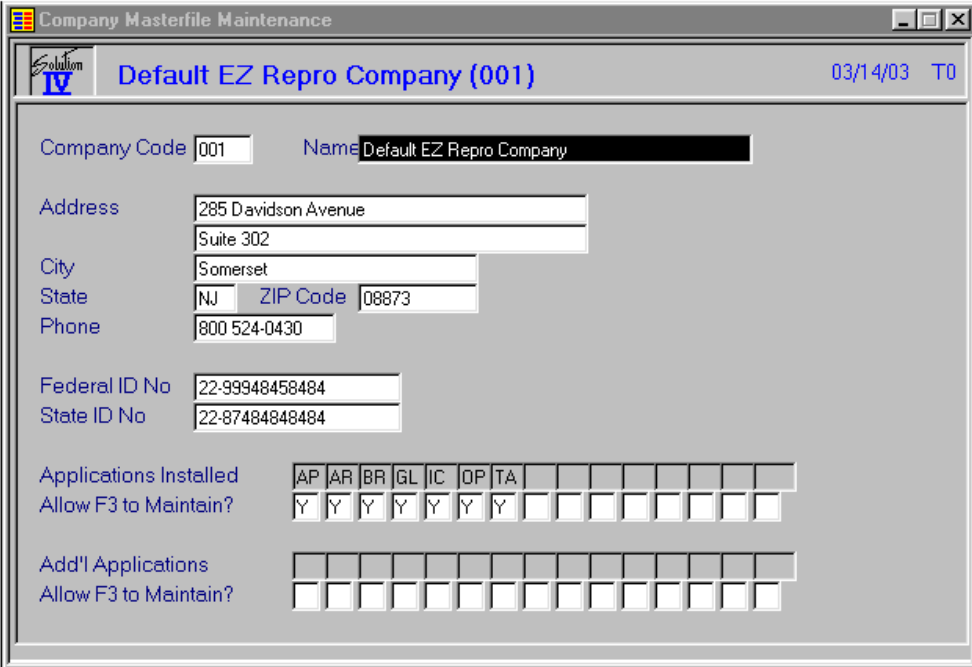 Company Masterfile Maintenance
Solution IV
Default EZ Repro Company (001)
03/14/03 T0
Company Code 001 Name Default EZ Repro Company
Address 285 Davidson Avenue
Suite 302
City Somerset
State NJ ZIP Code 08873
Phone 800 524-0430
Federal ID No 22-99948458484
State ID No 22-87484848484
Applications Installed AP AR BR GL IC OP TA
Allow F3 to Maintain? Y Y Y Y Y Y Y
Add'l Applications
Allow F3 to Maintain?